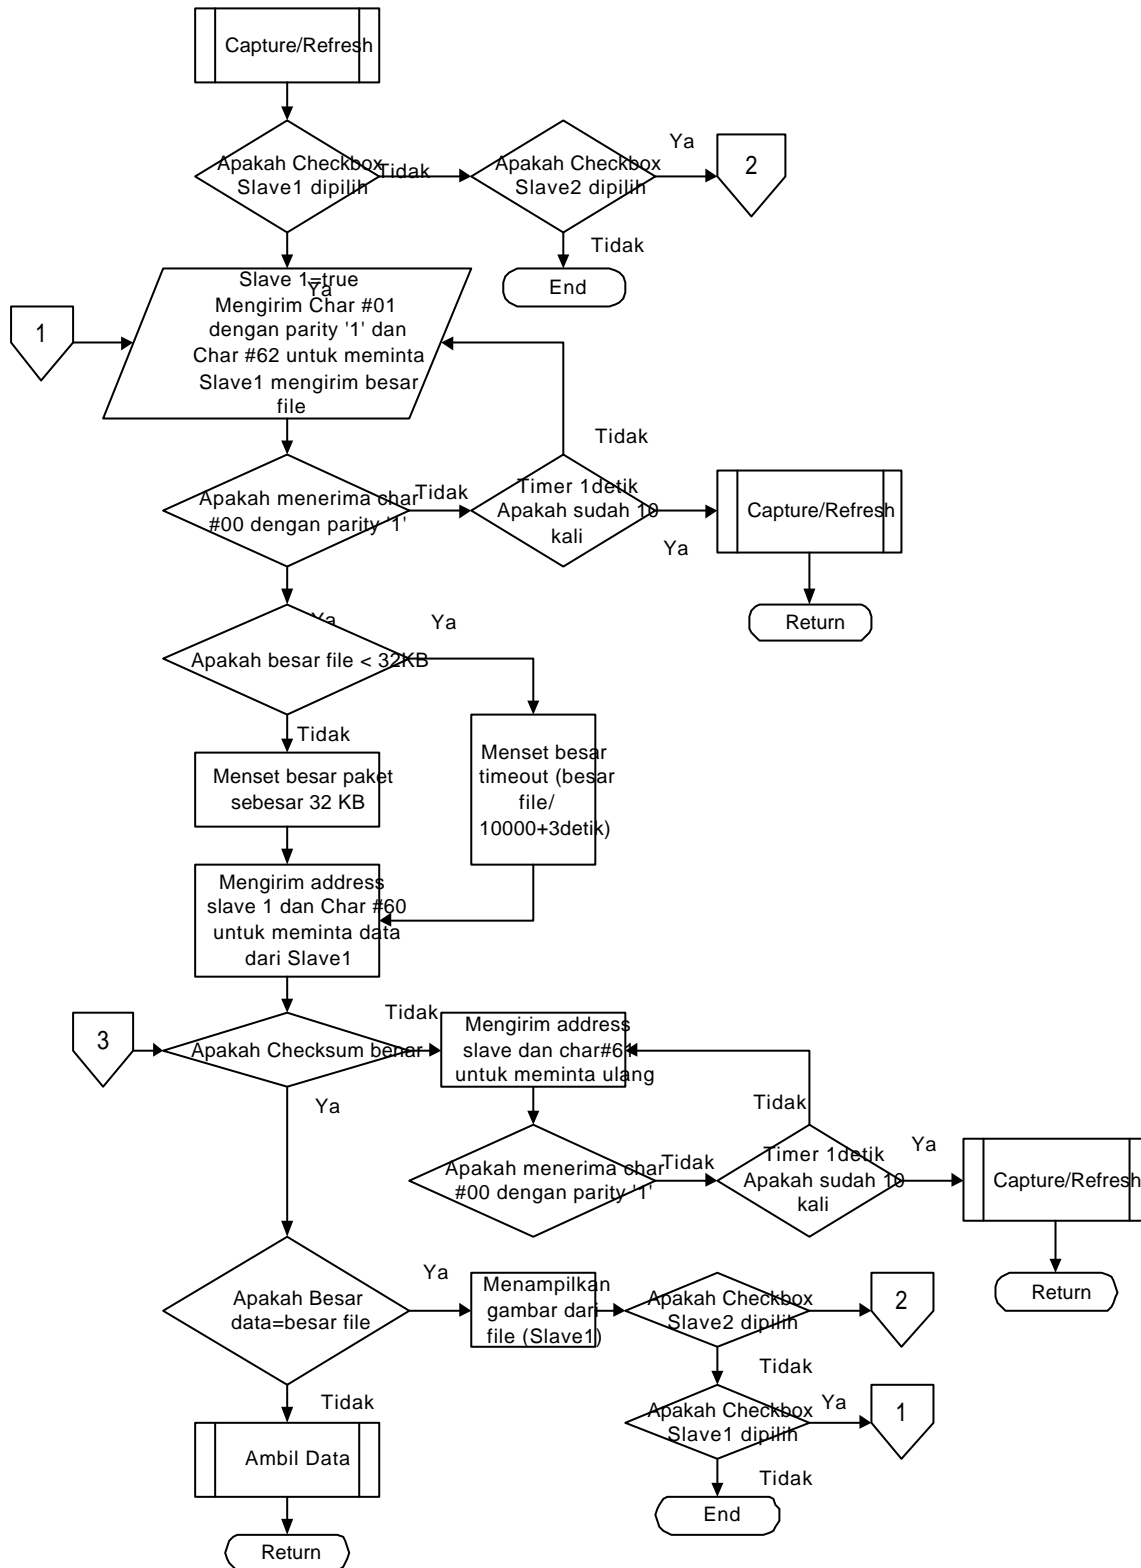 Capture/Refresh
Apakah Checkbox
Slave1 dipilih
Tidak
Apakah Checkbox
Slave2 dipilih
Ya
2
Tidak
End
Slave 1=true
Ya
Mengirim Char #01
dengan parity '1' dan
Char #62 untuk meminta
Slave1 mengirim besar
file
1
Tidak
Apakah menerima char
#00 dengan parity '1'
Tidak
Timer 1detik
Apakah sudah 10
kali
Ya
Capture/Refresh
Return
Ya
Ya
Apakah besar file < 32KB
Tidak
Menset besar paket
sebesar 32 KB
Menset besar
timeout (besar
file/
10000+3detik)
Mengirim address
slave 1 dan Char #60
untuk meminta data
dari Slave1
3
Apakah Checksum benar
Tidak
Mengirim address
slave dan char#61
untuk meminta ulang
Ya
Tidak
Apakah menerima char
#00 dengan parity '1'
Tidak
Timer 1detik
Apakah sudah 10
kali
Ya
Capture/Refresh
Return
Apakah Besar
data=besar file
Ya
Menampilkan
gambar dari
file (Slave1)
Apakah Checkbox
Slave2 dipilih
2
Tidak
Apakah Checkbox
Slave1 dipilih
Ya
1
Tidak
End
Tidak
Ambil Data
Return